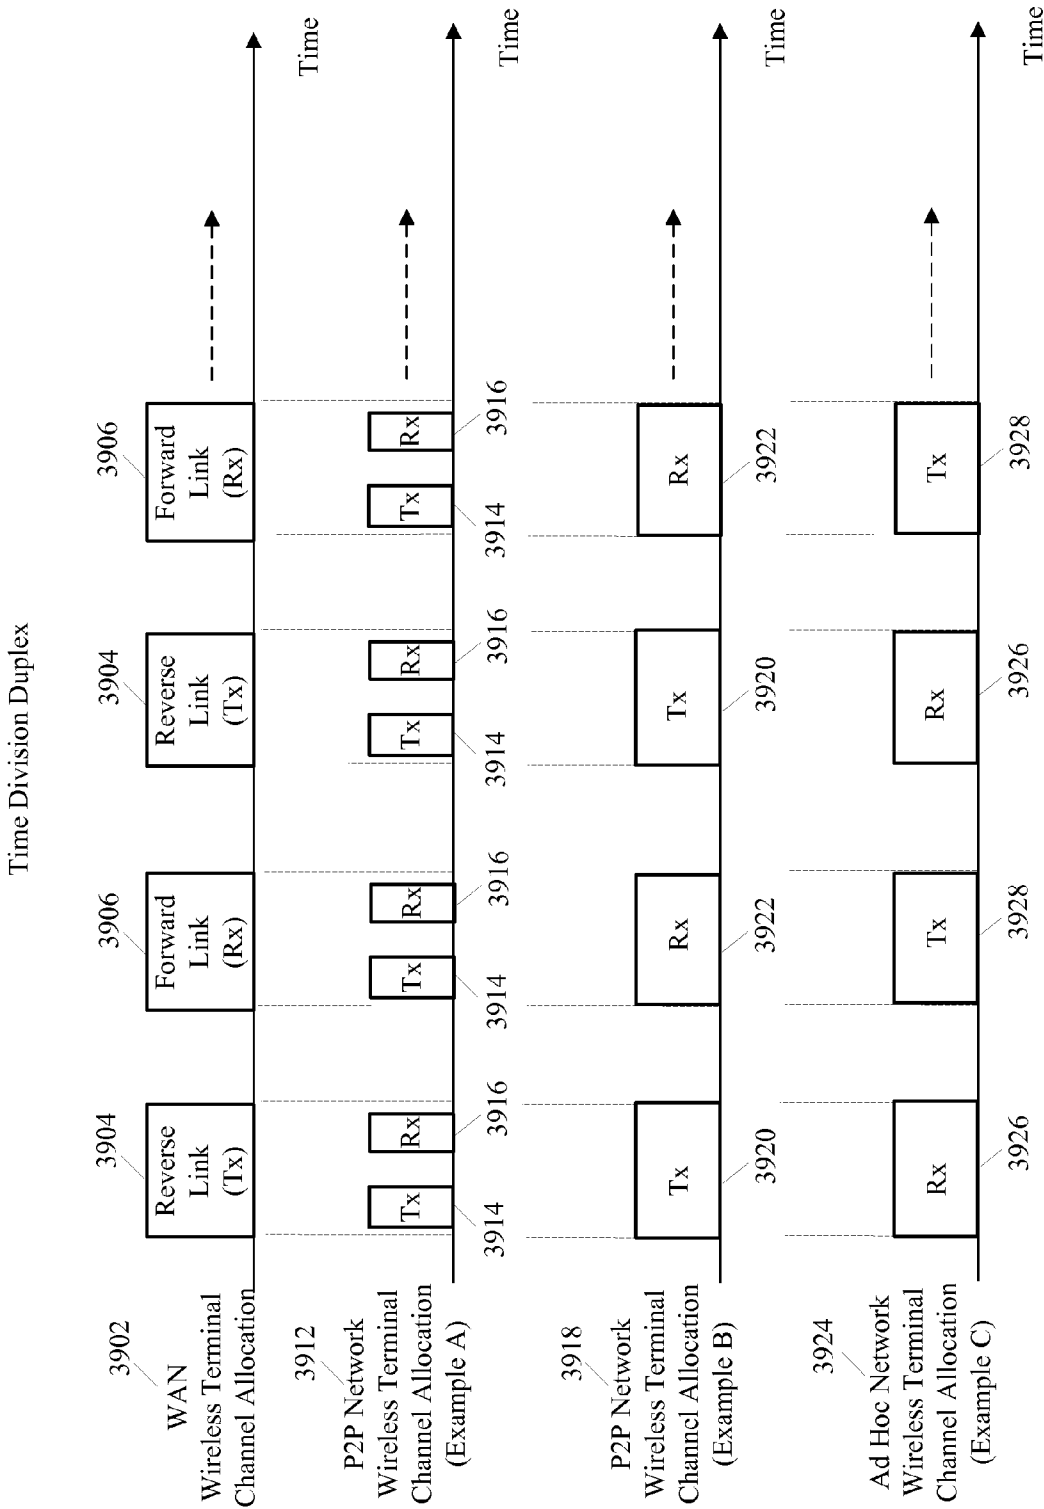 Time Division Duplex
3902
WAN
Wireless Terminal
Channel Allocation
3904
Reverse
Link
(Tx)
3906
Forward
Link
(Rx)
3904
Reverse
Link
(Tx)
3906
Forward
Link
(Rx)
Time
3912
P2P Network
Wireless Terminal
Channel Allocation
(Example A)
Tx
Rx
Tx
Rx
Tx
Rx
Tx
Rx
3914
3916
3914
3916
3914
3916
3914
3916
Time
3918
P2P Network
Wireless Terminal
Channel Allocation
(Example B)
Tx
Rx
Tx
Rx
3920
3922
3920
3922
Time
3924
Ad Hoc Network
Wireless Terminal
Channel Allocation
(Example C)
Rx
Tx
Rx
Tx
3926
3928
3926
3928
Time